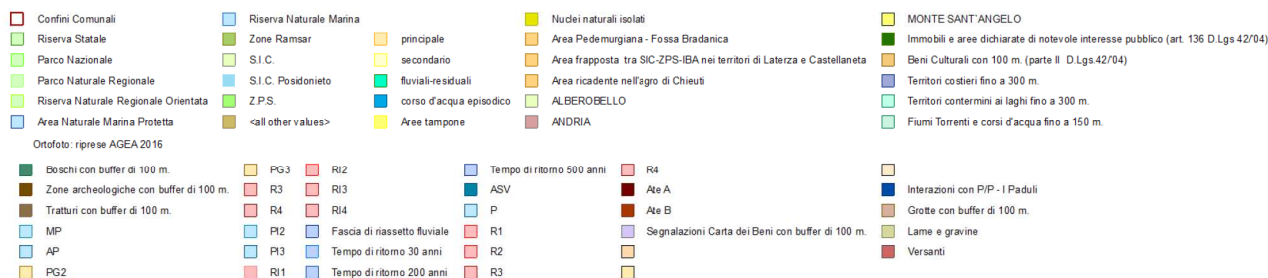 Confini Comunali
Riserva Statale
Parco Nazionale
Parco Naturale Regionale
Riserva Naturale Regionale Orientata
Area Naturale Marina Protetta
Riserva Naturale Marina
Zone Ramsar
S.I.C.
S.I.C. Posidonieto
Z.P.S.
<all other values>
principale
secondario
fluviali-residuali
corso d'acqua episodico
Aree tampone
Nuclei naturali isolati
Area Pedemurgiana - Fossa Bradanica
Area frapposta tra SIC-ZPS-IBA nei territori di Laterza e Castellaneta
Area ricadente nell'agro di Chieuti
ALBEROBELLO
ANDRIA
MONTE SANT`ANGELO
Immobili e aree dichiarate di notevole interesse pubblico (art. 136 D.Lgs 42/04)
Beni Culturali con 100 m. (parte II D.Lgs.42/04)
Territori costieri fino a 300 m.
Territori contermini ai laghi fino a 300 m.
Fiumi Torrenti e corsi d'acqua fino a 150 m.
Ortofoto: riprese AGEA 2016
Boschi con buffer di 100 m.
Zone archeologiche con buffer di 100 m.
Tratturi con buffer di 100 m.
MP
AP
PG2
PG3
R3
R4
PI2
PI3
RI1
RI2
RI3
RI4
Fascia di riassetto fluviale
Tempo di ritorno 30 anni
Tempo di ritorno 200 anni
Tempo di ritorno 500 anni
ASV
P
R1
R2
R3
R4
Ate A
Ate B
Segnalazioni Carta dei Beni con buffer di 100 m.
Interazioni con P/P - I Paduli
Grotte con buffer di 100 m.
Lame e gravine
Versanti